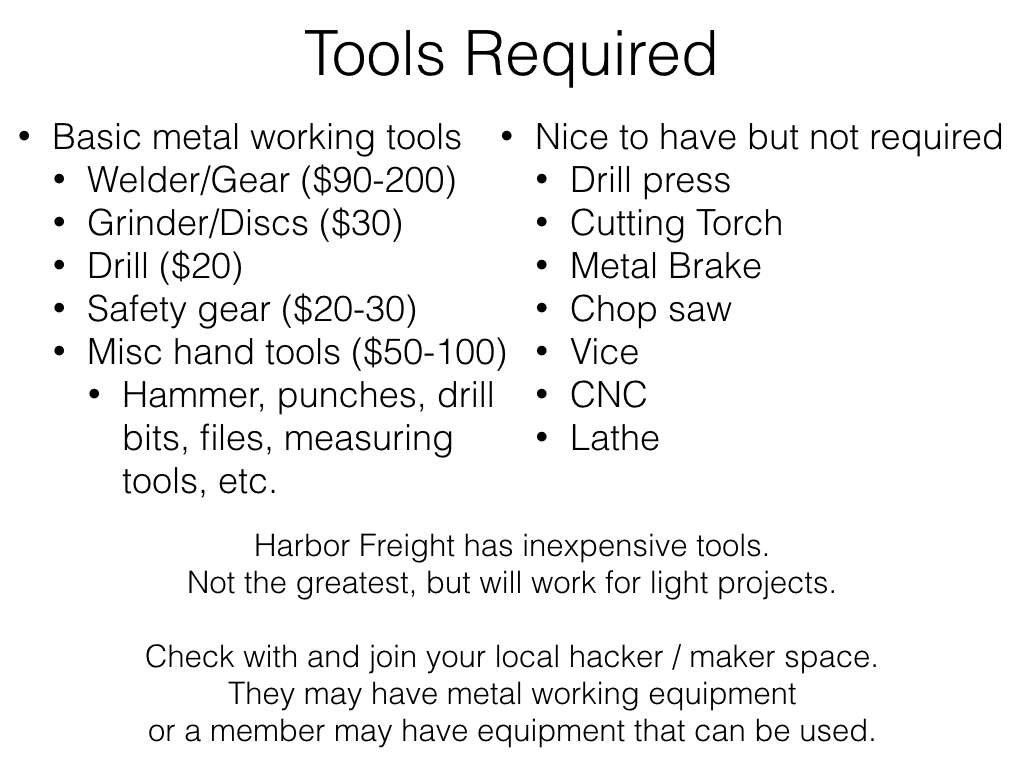 Tools Required
• Basic metal working tools
• Welder/Gear ($90-200)
• Grinder/Discs ($30)
• Drill ($20)
• Safety gear ($20-30)
• Misc hand tools ($50-100)
• Hammer, punches, drill
bits, files, measuring
tools, etc.
• Nice to have but not required
• Drill press
• Cutting Torch
• Metal Brake
• Chop saw
• Vice
• CNC
• Lathe
Harbor Freight has inexpensive tools.
Not the greatest, but will work for light projects.
Check with and join your local hacker / maker space.
They may have metal working equipment
or a member may have equipment that can be used.